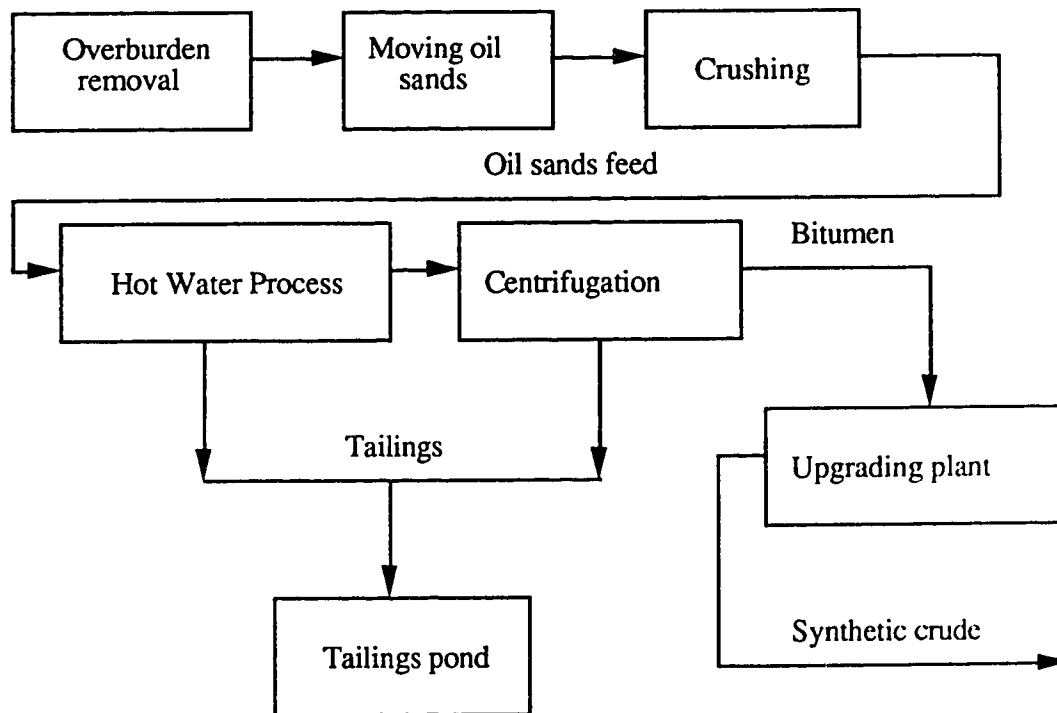 Overburden
removal
Moving oil
sands
Crushing
Oil sands feed
Hot Water Process
Centrifugation
Bitumen
Tailings
Upgrading plant
Synthetic crude
Tailings pond